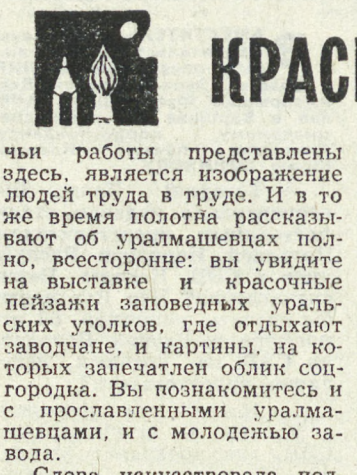 КРАС
чьи работы представлены
здесь, является изображение
людей труда в труде. И в то
же время полотна рассказы-
вают об уралмашевцах пол-
но, всесторонне: вы увидите
на выставке и красочные
пейзажи заповедных ураль-
ских уголков, где отдыхают
заводчане, и картины, на ко-
торых запечатлен облик соц-
городка. Вы познакомитесь и
с прославленными уралма-
шевцами, и с молодежью за-
вода.